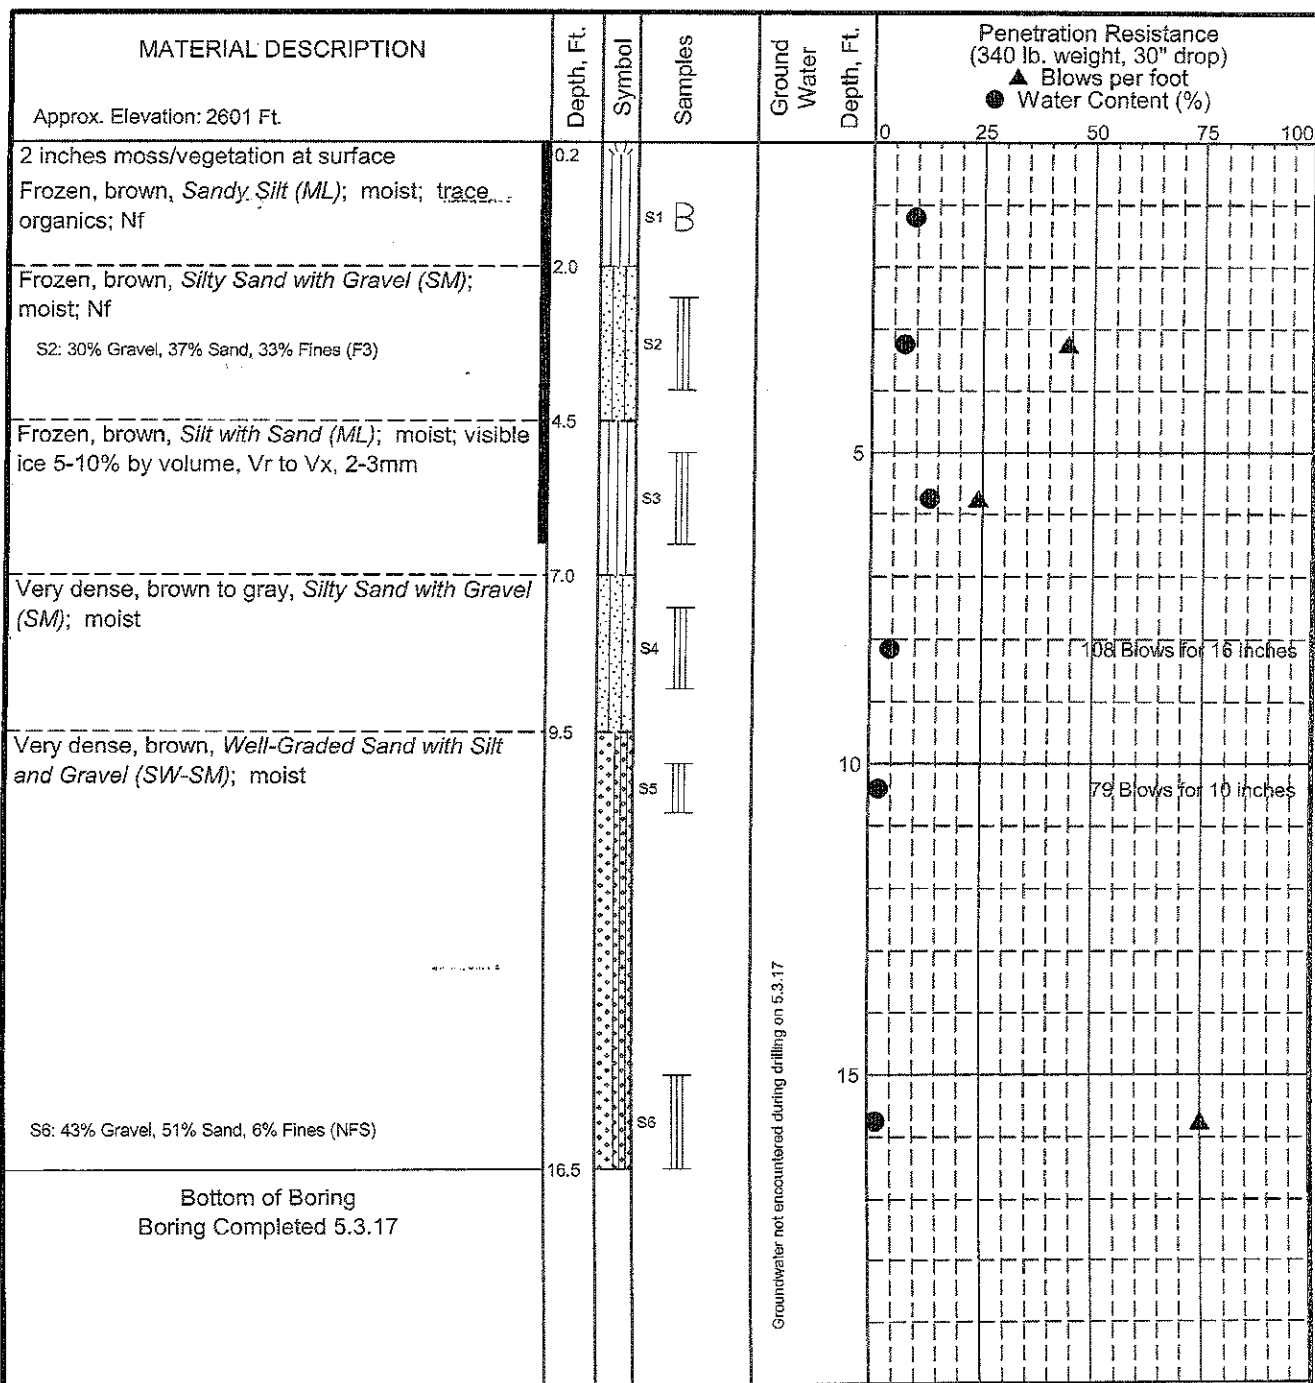 MATERIAL DESCRIPTION
Approx. Elevation: 2601 Ft.
Depth, Ft.
Symbol
Samples
Ground
Water
Depth, Ft.
Penetration Resistance
(340 lb. weight, 30" drop)
▲ Blows per foot
● Water Content (%)
0 25 50 75 100
2 inches moss/vegetation at surface
0.2
Frozen, brown, Sandy Silt (ML); moist; trace
organics; Nf
S1
2.0
Frozen, brown, Silty Sand with Gravel (SM);
moist; Nf
S2: 30% Gravel, 37% Sand, 33% Fines (F3)
S2
4.5
Frozen, brown, Silt with Sand (ML); moist; visible
ice 5-10% by volume, Vr to Vx, 2-3mm
5
S3
7.0
Very dense, brown to gray, Silty Sand with Gravel
(SM); moist
S4
108 Blows for 16 inches
9.5
Very dense, brown, Well-Graded Sand with Silt
and Gravel (SW-SM); moist
10
S5
79 Blows for 10 inches
Groundwater not encountered during drilling on 5.3.17
15
S6: 43% Gravel, 51% Sand, 6% Fines (NFS)
S6
16.5
Bottom of Boring
Boring Completed 5.3.17